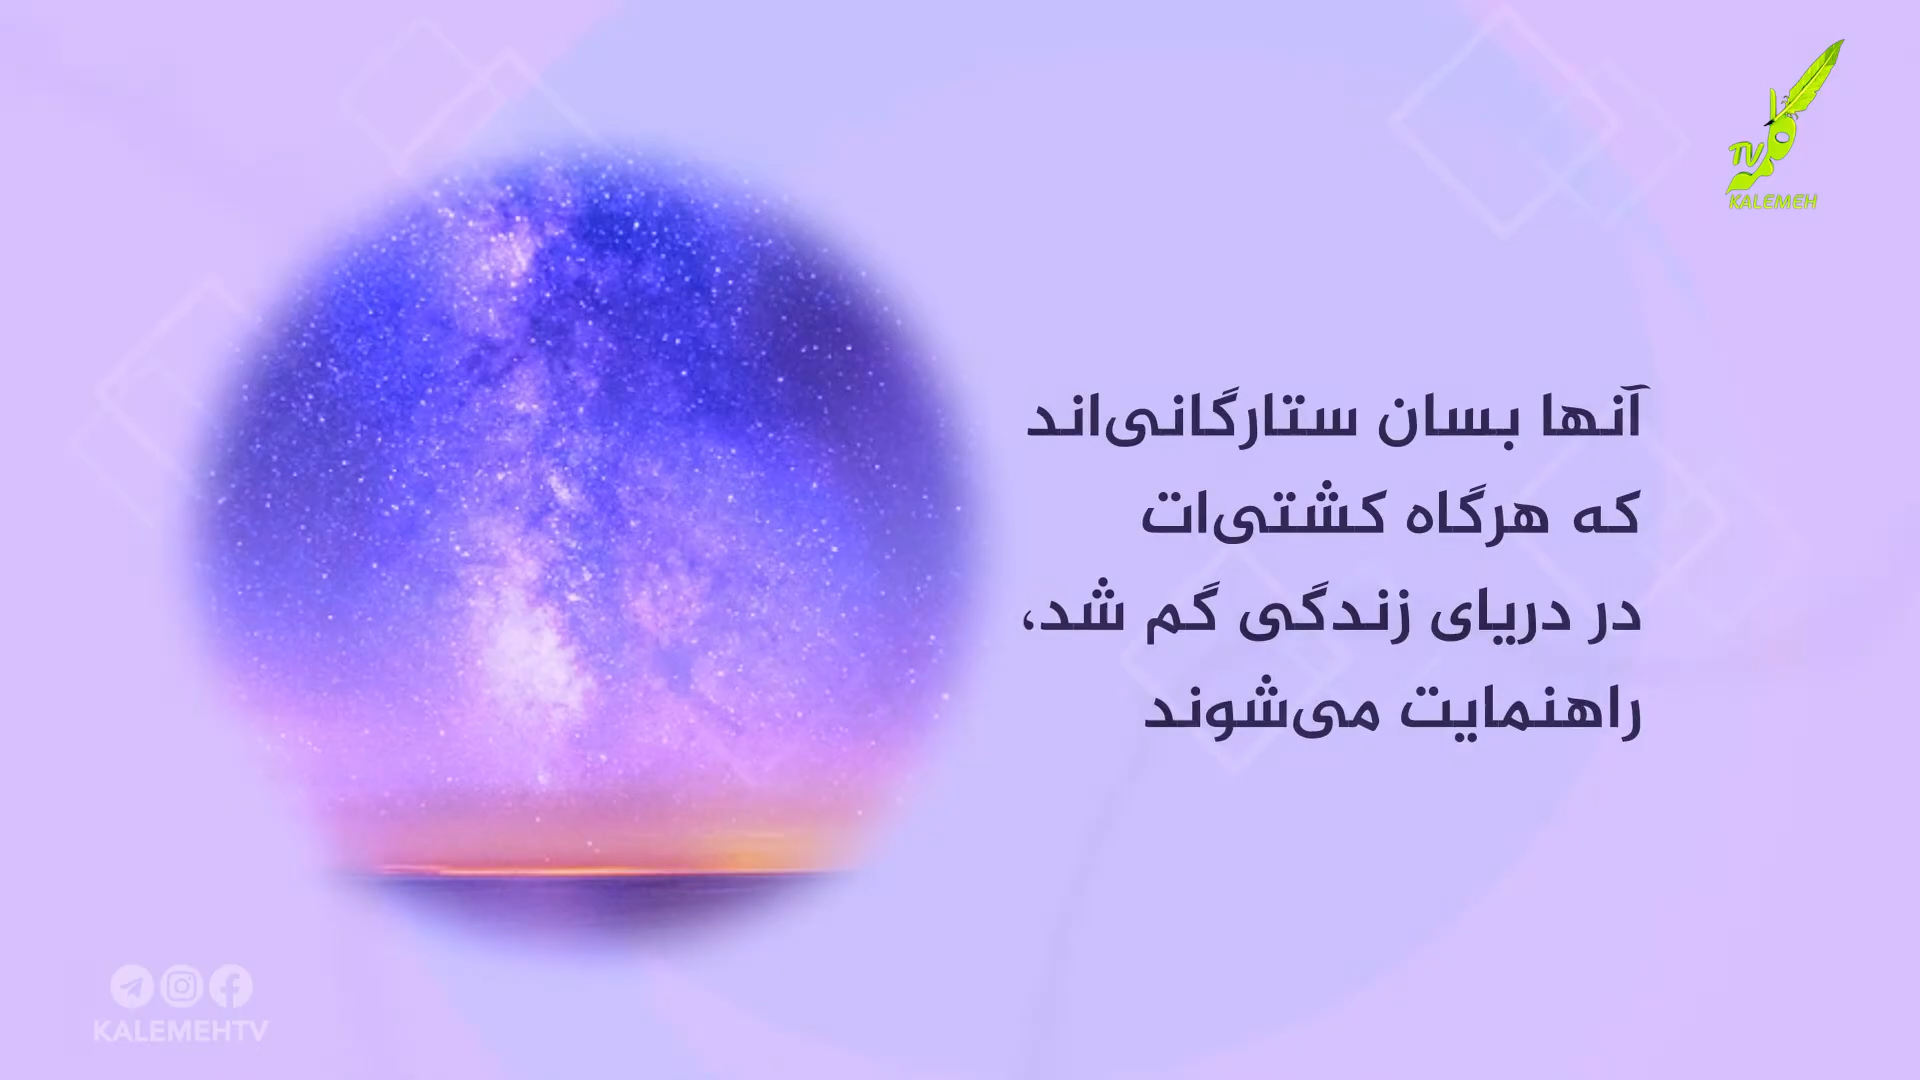 آنها بسان ستارگانی‌اند
که هرگاه کشتی‌ات
در دریای زندگی گم شد،
راهنمایت می‌شوند
TV
KALEMEH
KALEMEHTV